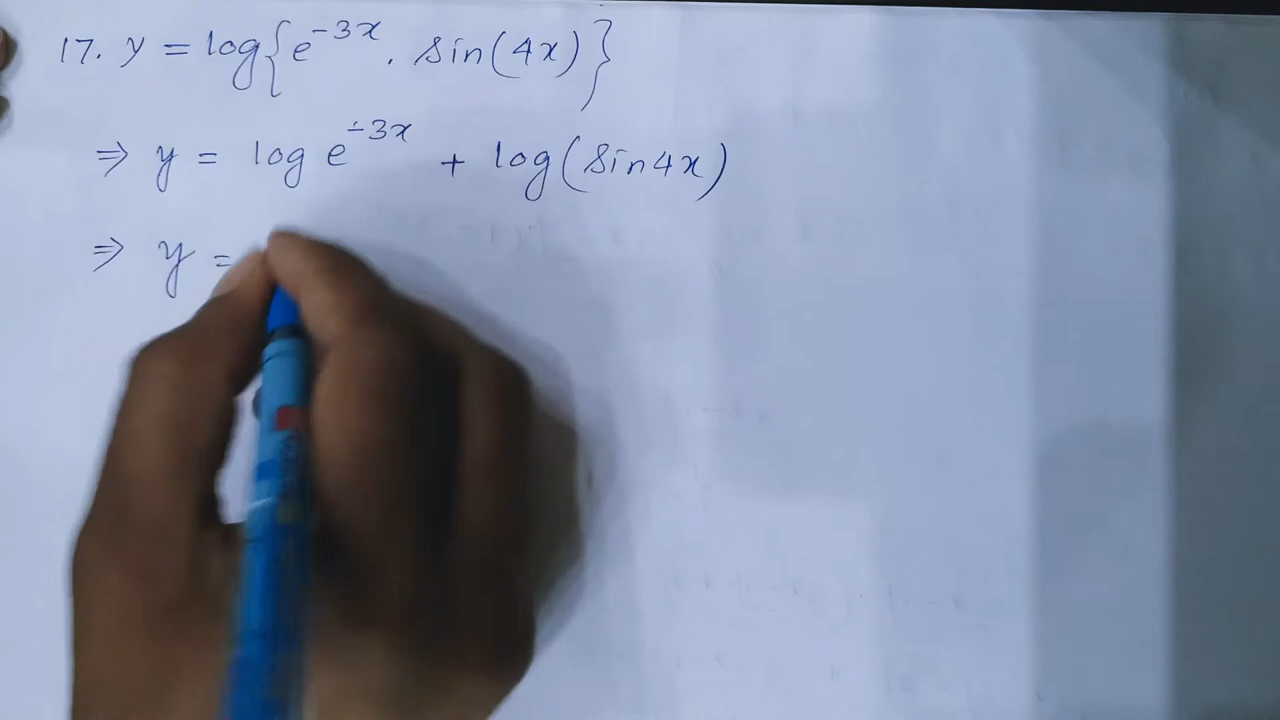 17. y = log{e^{-3x} . sin(4x)}
⇒ y = log e^{-3x} + log(sin4x)
⇒ y =